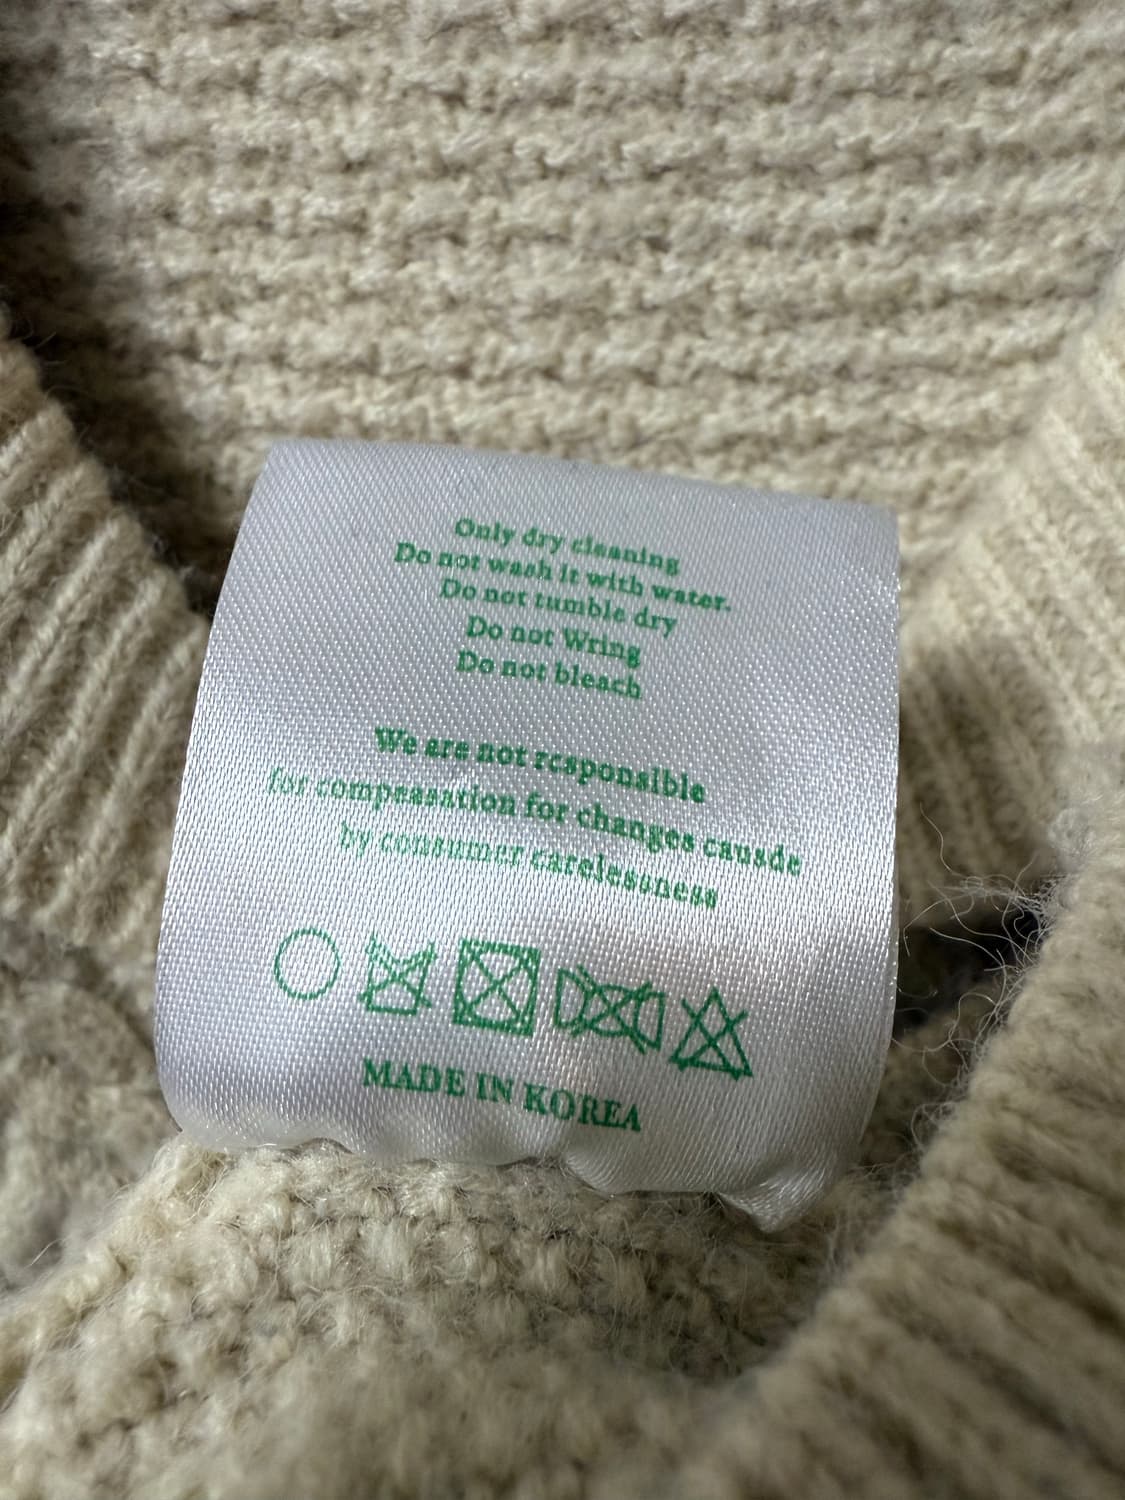 Only dry cleaning
Do not wash it with water.
Do not tumble dry
Do not Wring
Do not bleach
We are not responsible
for compensation for changes causde
by consumer carelessness
MADE IN KOREA